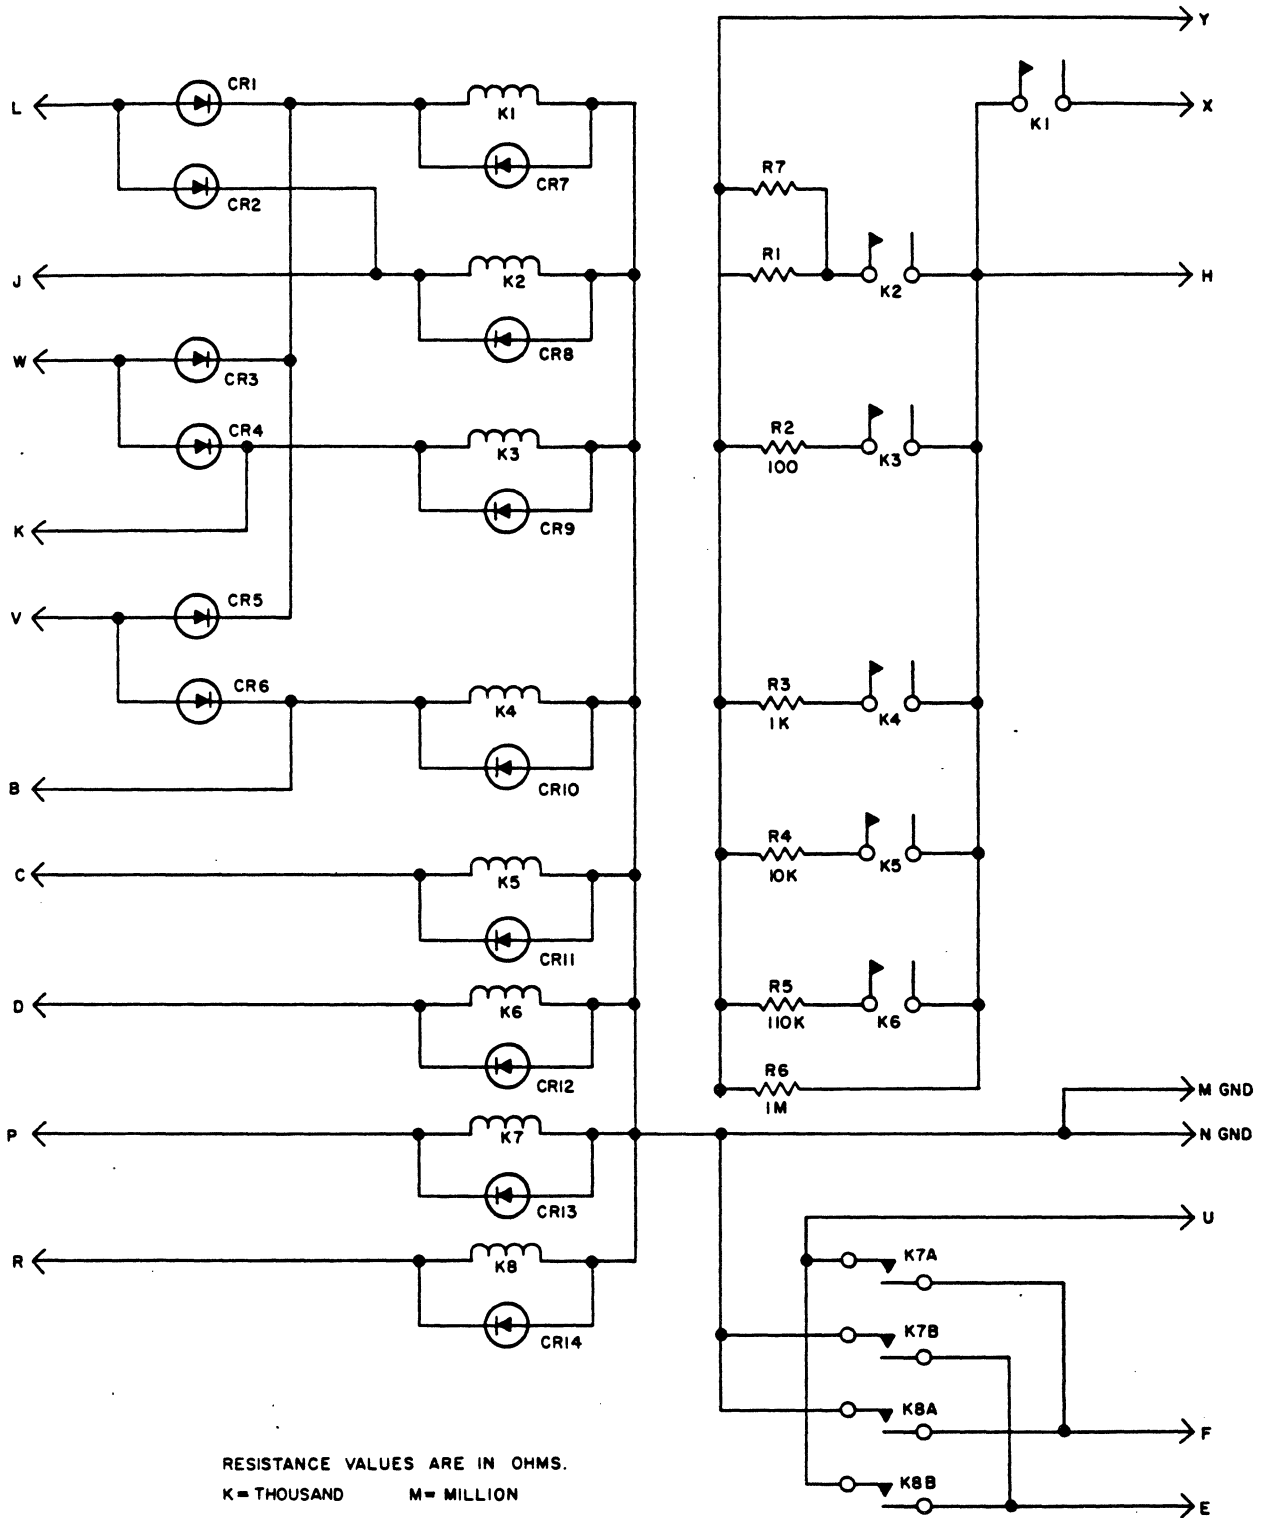 Y
CR1
L
K1
K1
X
CR7
CR2
R7
R1
J
K2
K2
H
CR8
W
CR3
CR4
K3
R2
100
K3
K
CR9
V
CR5
CR6
K4
R3
1K
K4
B
CR10
R4
10K
K5
C
K5
CR11
D
K6
R5
110K
K6
CR12
R6
1M
M GND
P
K7
N GND
CR13
U
R
K8
K7A
CR14
K7B
K8A
F
K8B
E
RESISTANCE VALUES ARE IN OHMS.
K = THOUSAND M = MILLION